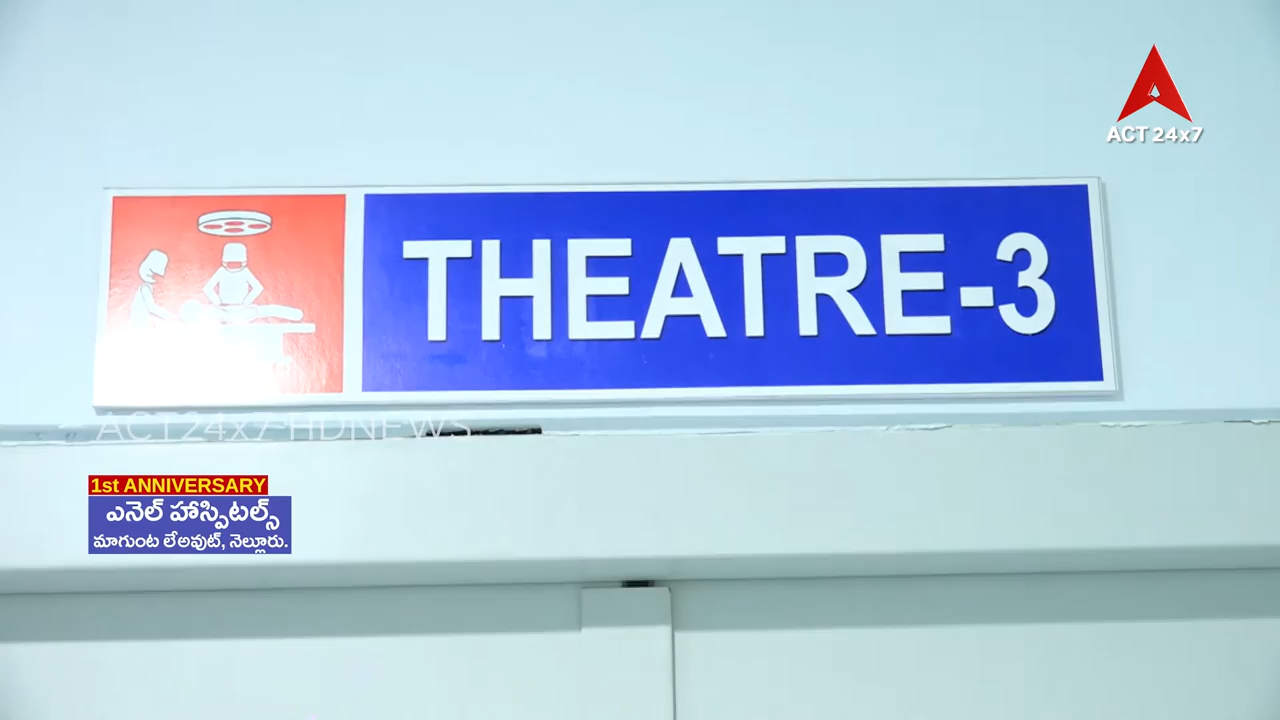 ACT 24x7
THEATRE-3
ACT24x7 HDNEWS
1st ANNIVERSARY
ఎనెల్ హాస్పిటల్స్
మాగుంట లేఅవుట్, నెల్లూరు.